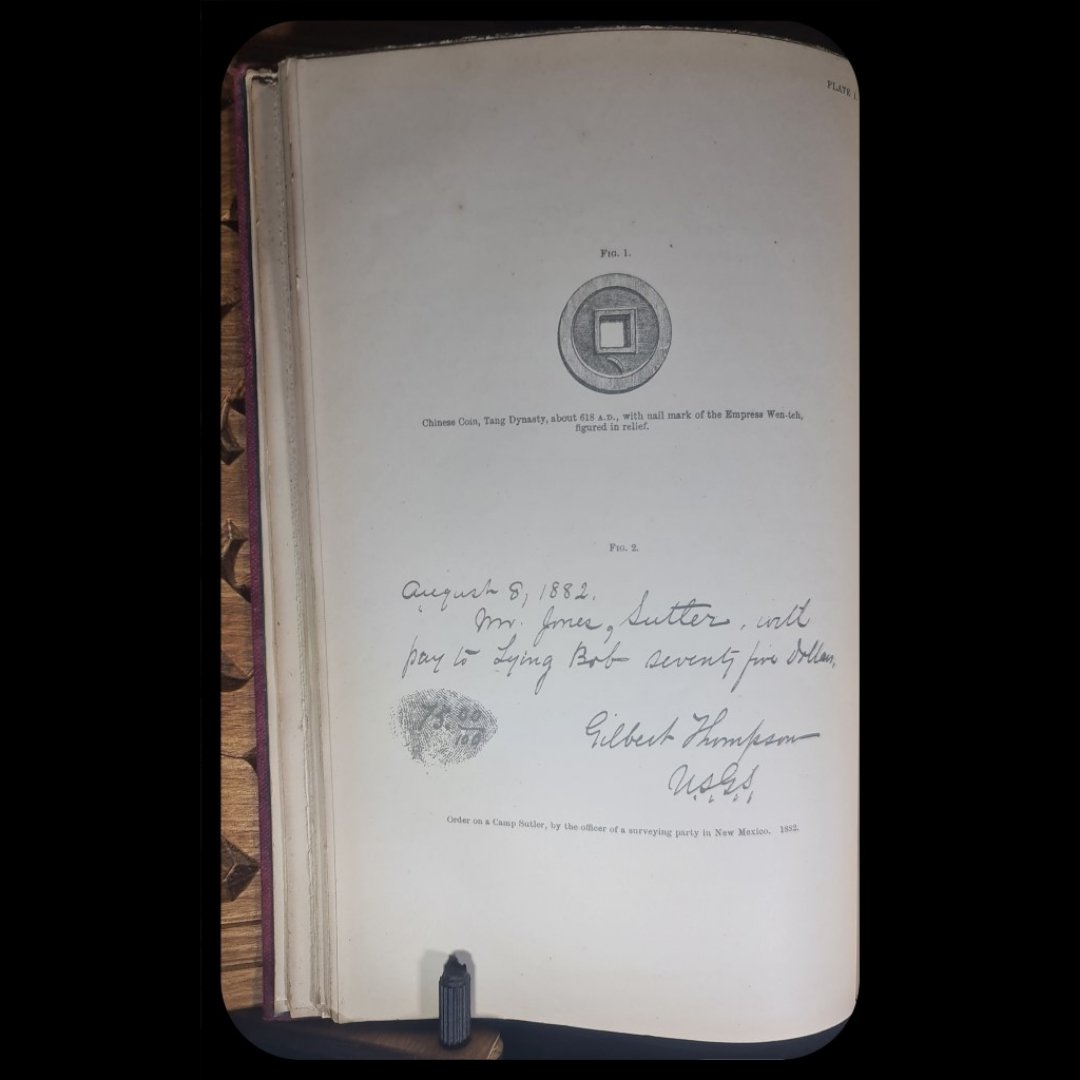 PLATE 1.
FIG. 1.
Chinese Coin, Tang Dynasty, about 618 A.D., with nail mark of the Empress Wen-teh,
figured in relief.
FIG. 2.
August 8, 1882.
Mr. Jones, Sutler, will
pay to Lying Bob seventy five Dollars.
75. 00/100
Gilbert Thompson
U.S.G.S.
Order on a Camp Sutler, by the officer of a surveying party in New Mexico. 1882.